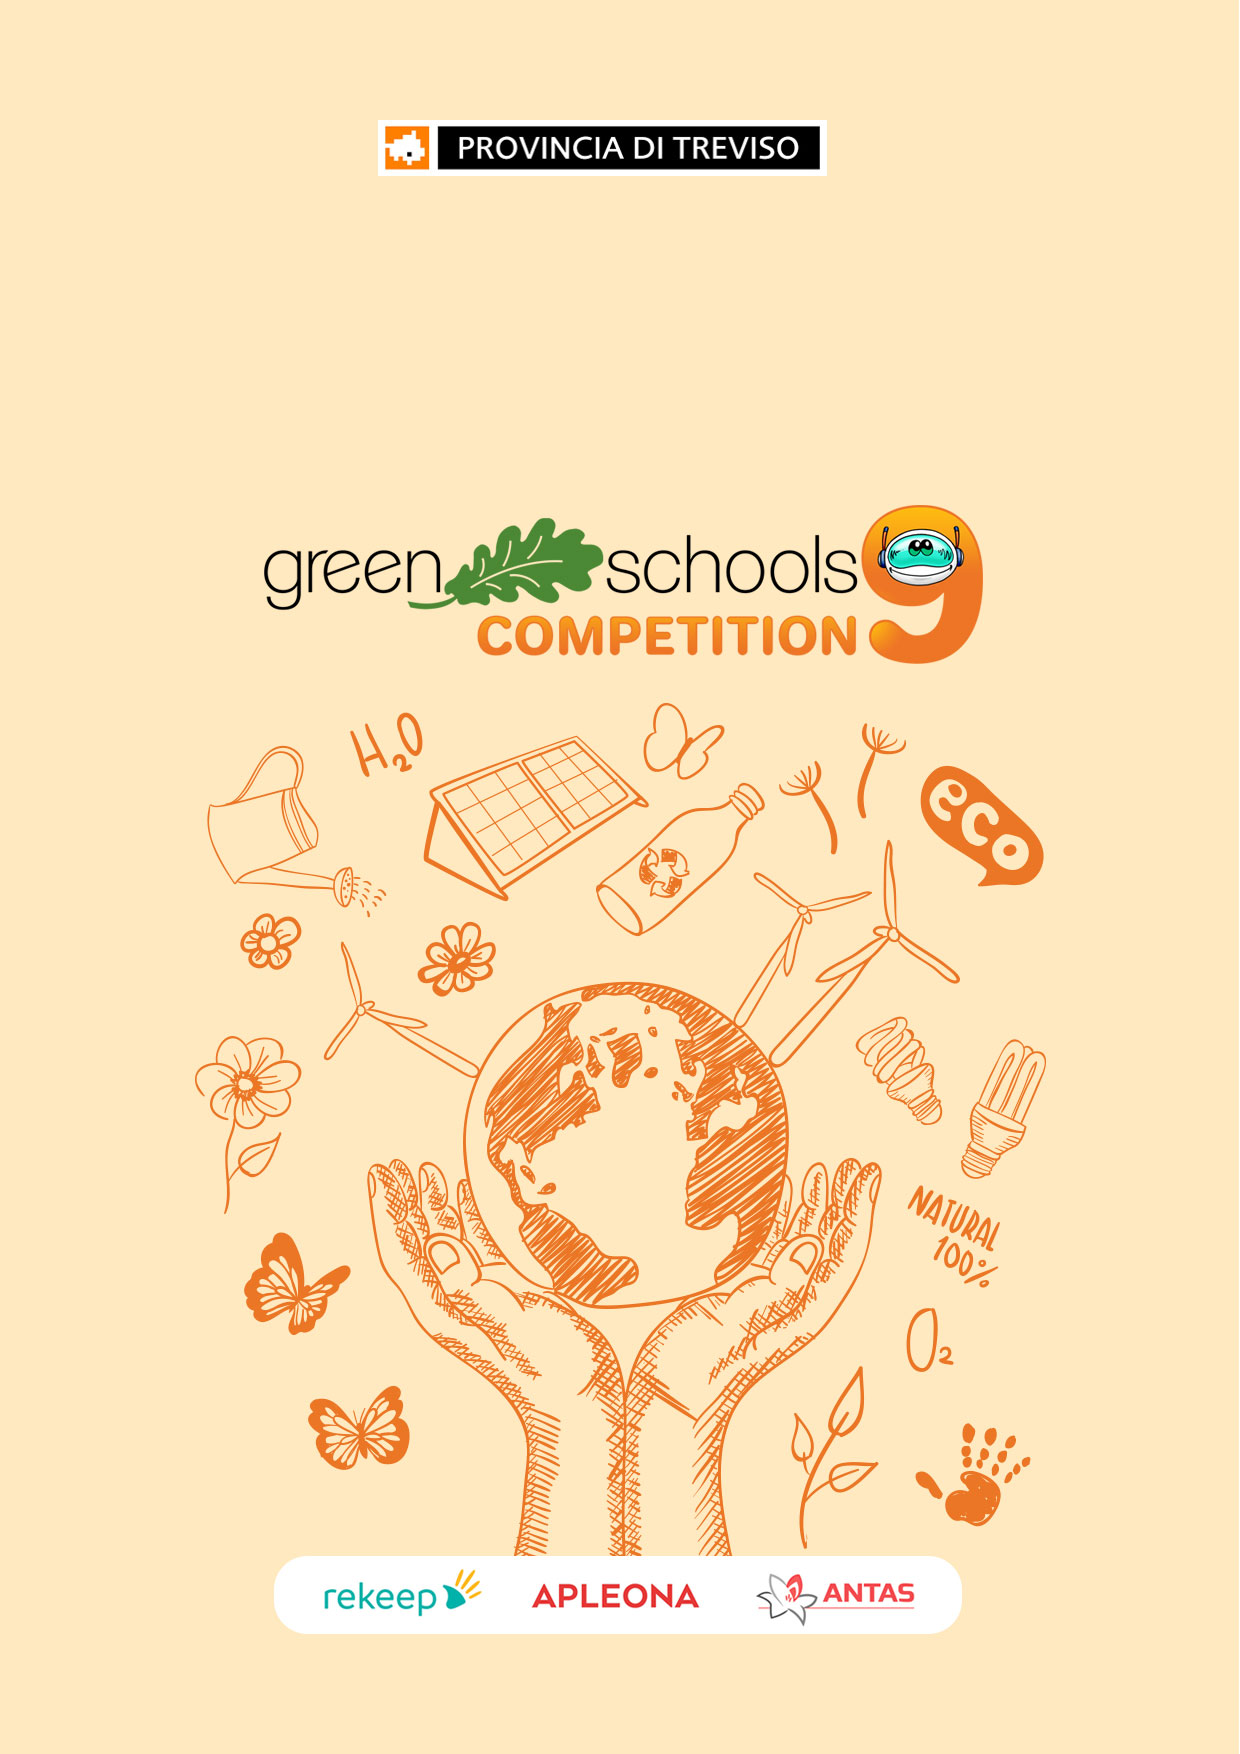 PROVINCIA DI TREVISO
green schools 9
COMPETITION
H₂O
eco
NATURAL
100%
O₂
rekeep APLEONA ANTAS